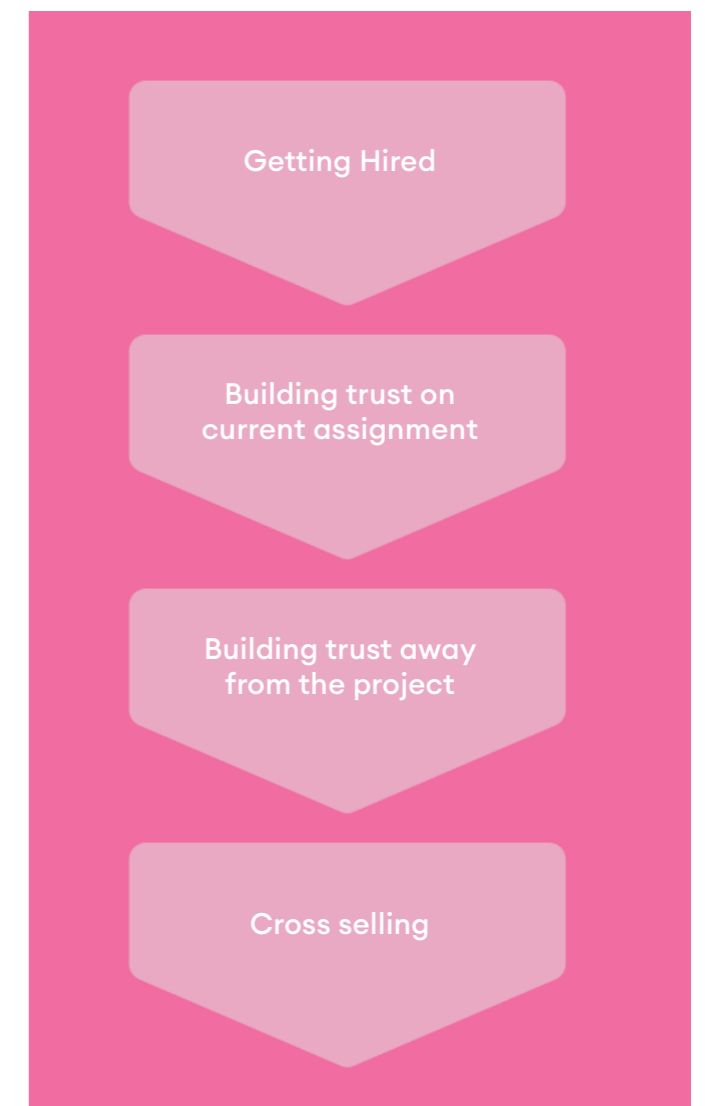 Getting Hired
Building trust on
current assignment
Building trust away
from the project
Cross selling